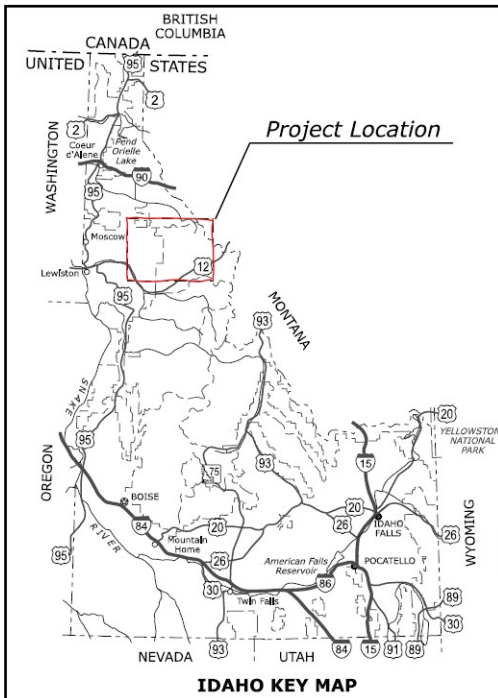 BRITISH
COLUMBIA
CANADA
95
UNITED
STATES
2
2
Coeur
d'Alene
Pend
Orielle
Lake
Project Location
90
WASHINGTON
95
Moscow
12
Lewiston
95
MONTANA
93
SNAKE
95
75
93
20
YELLOWSTONE
NATIONAL
PARK
15
OREGON
BOISE
RIVER
84
20
Mountain
Home
20
26
IDAHO
FALLS
26
WYOMING
95
26
American Falls
Reservoir
POCATELLO
86
30
Twin Falls
89
30
93
84
15
91
89
NEVADA
UTAH
IDAHO KEY MAP